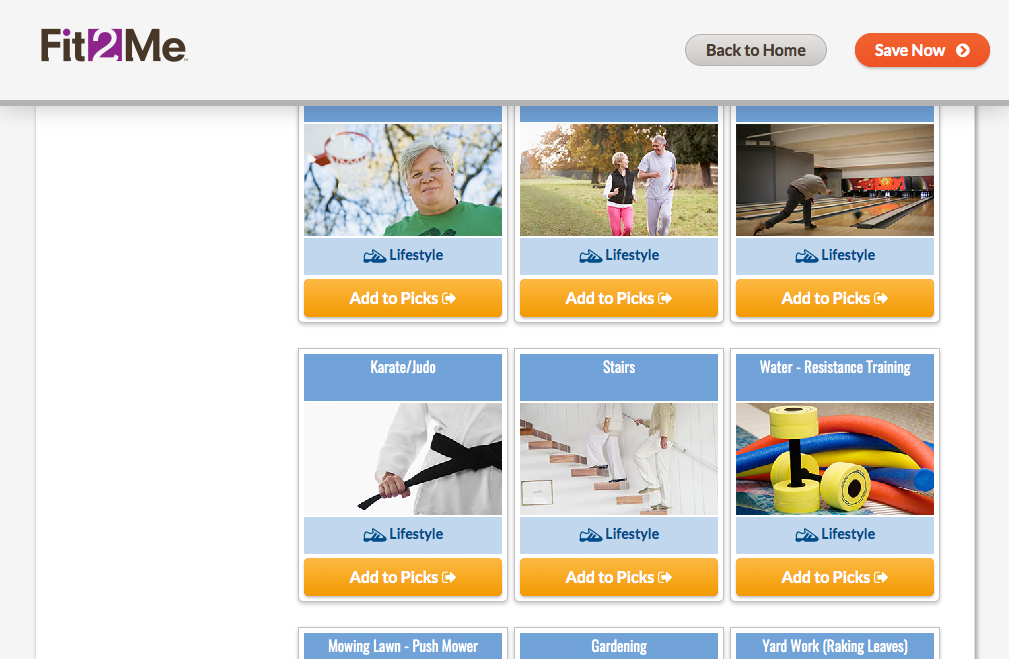 Fit2Me
Back to Home
Save Now
Lifestyle
Lifestyle
Lifestyle
Add to Picks
Add to Picks
Add to Picks
Karate/Judo
Stairs
Water - Resistance Training
Lifestyle
Lifestyle
Lifestyle
Add to Picks
Add to Picks
Add to Picks
Mowing Lawn - Push Mower
Gardening
Yard Work (Raking Leaves)